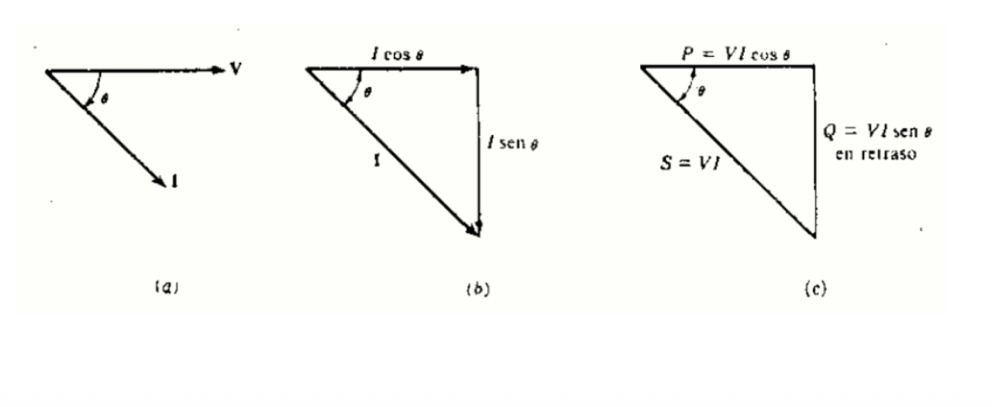 V
θ
I
(a)
I cos θ
θ
I
I sen θ
(b)
P = VI cos θ
θ
S = VI
Q = VI sen θ
en retraso
(c)